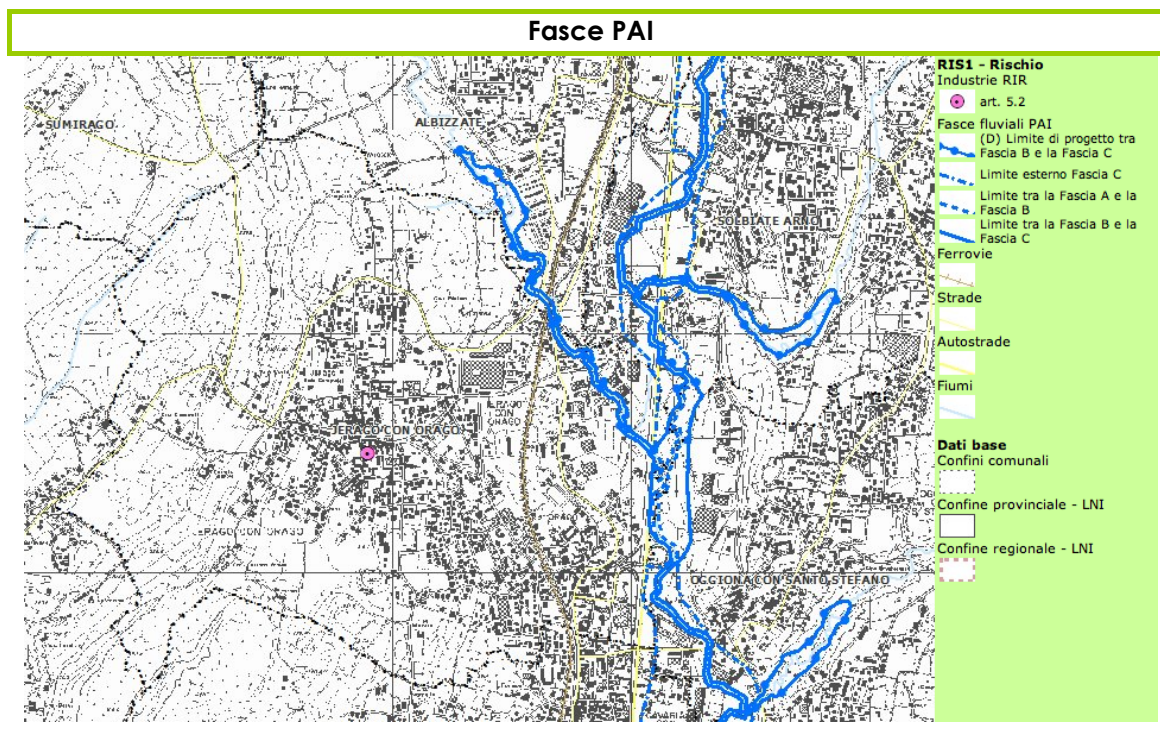 Fasce PAI
SUMIRAGO
ALBIZZATE
SOLBIATE ARNO
JERAGO CON ORAGO
OGGIONA CON SANTO STEFANO
RIS1 - Rischio
Industrie RIR
art. 5.2
Fasce fluviali PAI
(D) Limite di progetto tra
Fascia B e la Fascia C
Limite esterno Fascia C
Limite tra la Fascia A e la
Fascia B
Limite tra la Fascia B e la
Fascia C
Ferrovie
Strade
Autostrade
Fiumi
Dati base
Confini comunali
Confine provinciale - LNI
Confine regionale - LNI